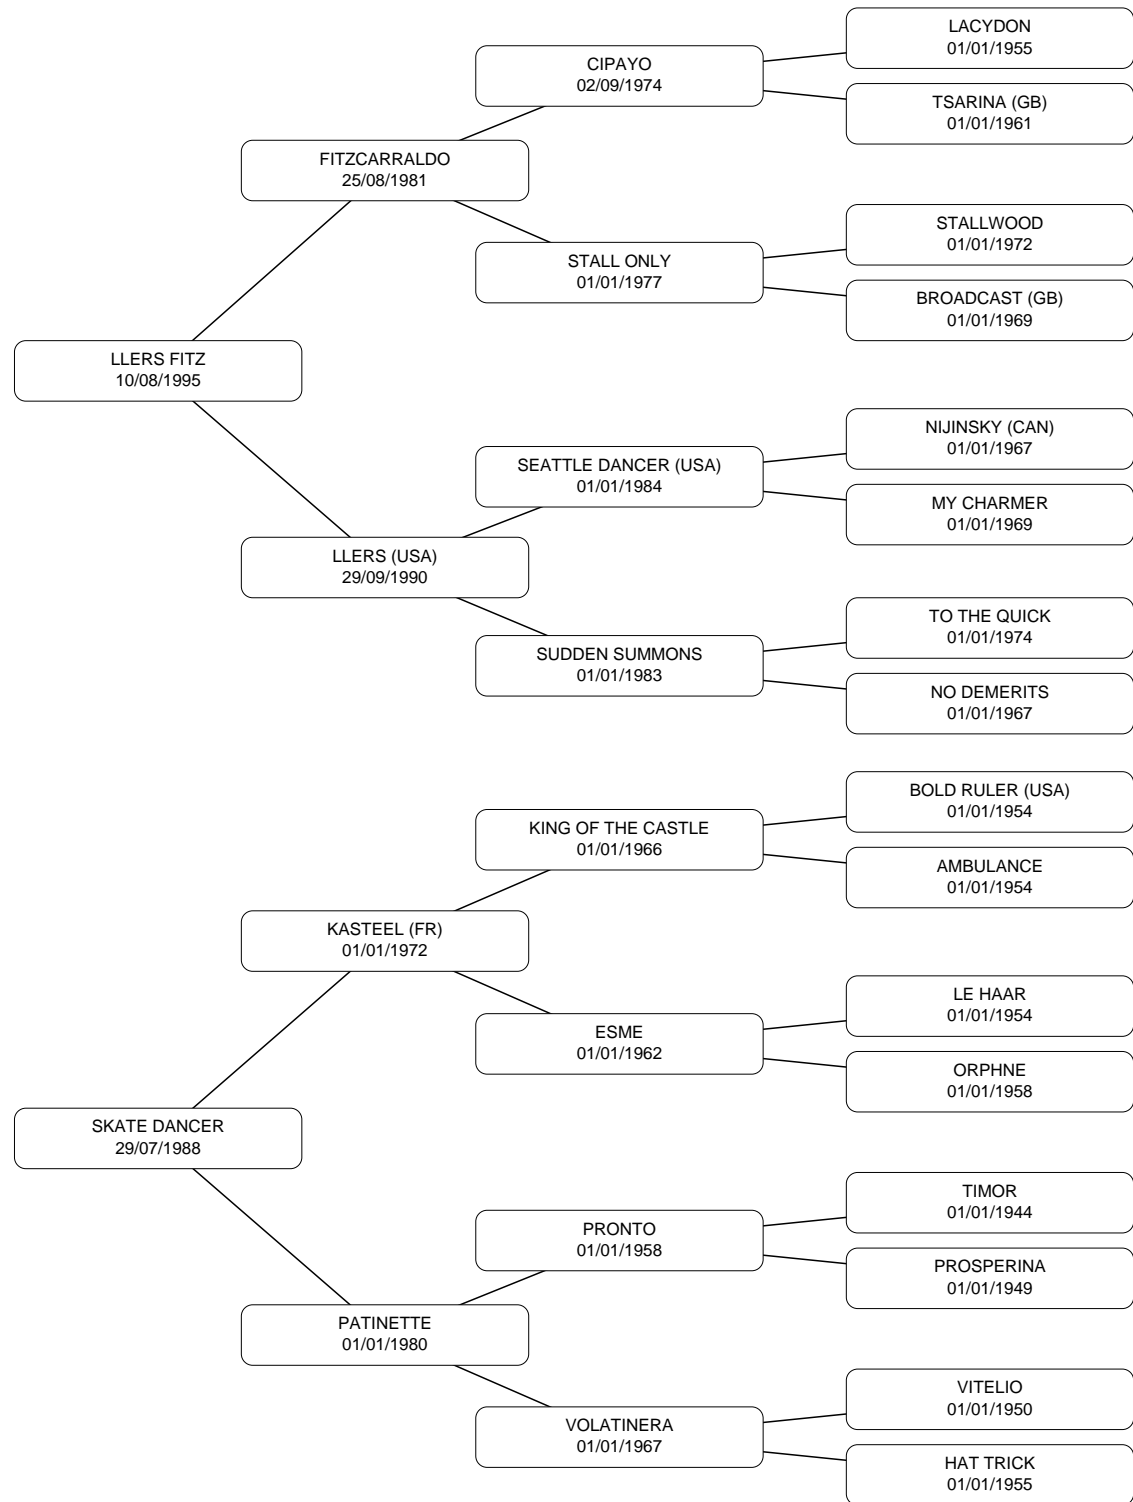 LACYDON
01/01/1955
CIPAYO
02/09/1974
TSARINA (GB)
01/01/1961
FITZCARRALDO
25/08/1981
STALLWOOD
01/01/1972
STALL ONLY
01/01/1977
BROADCAST (GB)
01/01/1969
LLERS FITZ
10/08/1995
NIJINSKY (CAN)
01/01/1967
SEATTLE DANCER (USA)
01/01/1984
MY CHARMER
01/01/1969
LLERS (USA)
29/09/1990
TO THE QUICK
01/01/1974
SUDDEN SUMMONS
01/01/1983
NO DEMERITS
01/01/1967
BOLD RULER (USA)
01/01/1954
KING OF THE CASTLE
01/01/1966
AMBULANCE
01/01/1954
KASTEEL (FR)
01/01/1972
LE HAAR
01/01/1954
ESME
01/01/1962
ORPHNE
01/01/1958
SKATE DANCER
29/07/1988
TIMOR
01/01/1944
PRONTO
01/01/1958
PROSPERINA
01/01/1949
PATINETTE
01/01/1980
VITELIO
01/01/1950
VOLATINERA
01/01/1967
HAT TRICK
01/01/1955